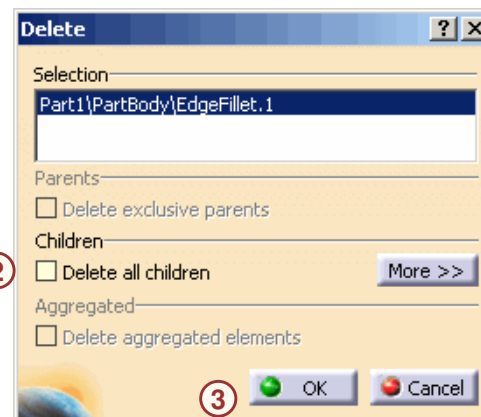 Delete
? X
Selection
Part1\PartBody\EdgeFillet.1
Parents
Delete exclusive parents
Children
2 Delete all children More >>
Aggregated
Delete aggregated elements
3 OK Cancel